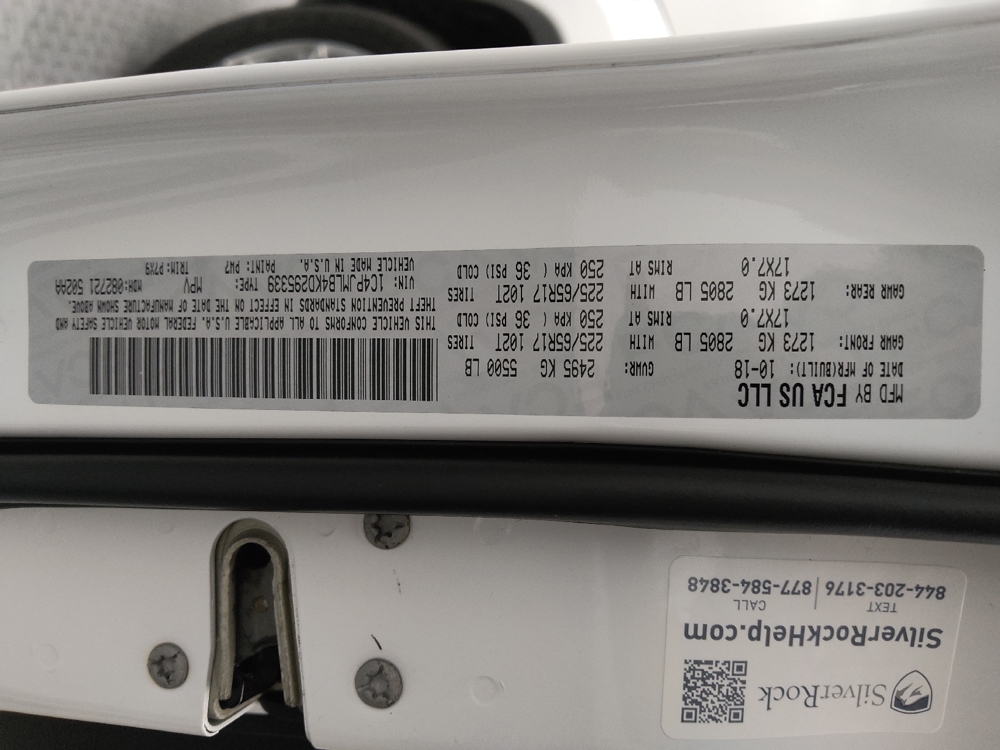 MFD BY FCA US LLC
DATE OF MFR(BUILT): 10-18 GVWR: 2495 KG 5500 LB
GAWR FRONT: 1273 KG 2805 LB WITH 225/65R17 102T TIRES
17X7.0 RIMS AT 250 KPA ( 36 PSI) COLD
GAWR REAR: 1273 KG 2805 LB WITH 225/65R17 102T TIRES
17X7.0 RIMS AT 250 KPA ( 36 PSI) COLD
THIS VEHICLE CONFORMS TO ALL APPLICABLE U.S.A. FEDERAL MOTOR VEHICLE SAFETY AND
THEFT PREVENTION STANDARDS IN EFFECT ON THE DATE OF MANUFACTURE SHOWN ABOVE.
VIN: 1C4PJMLB4KD295339 TYPE: MPV MDH: 082721 502AA
VEHICLE MADE IN U.S.A. PAINT: PW7 TRIM: P7X9
SilverRock
SilverRockHelp.com
TEXT CALL
844-203-3176 | 877-584-3848